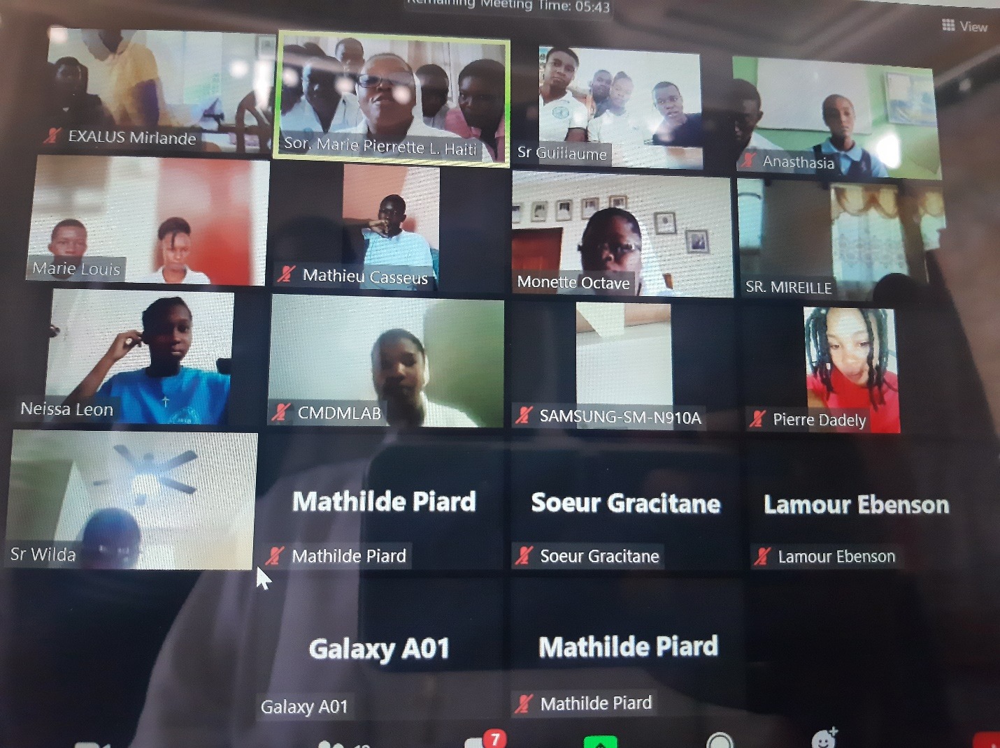 Remaining Meeting Time: 05:43
View
EXALUS Mirlande
Sor. Marie Pierrette L. Haiti
Sr Guillaume
Anasthasia
Marie Louis
Mathieu Casseus
Monette Octave
SR. MIREILLE
Neissa Leon
CMDMLAB
SAMSUNG-SM-N910A
Pierre Dadely
Sr Wilda
Mathilde Piard
Mathilde Piard
Soeur Gracitane
Soeur Gracitane
Lamour Ebenson
Lamour Ebenson
Galaxy A01
Galaxy A01
Mathilde Piard
Mathilde Piard
7